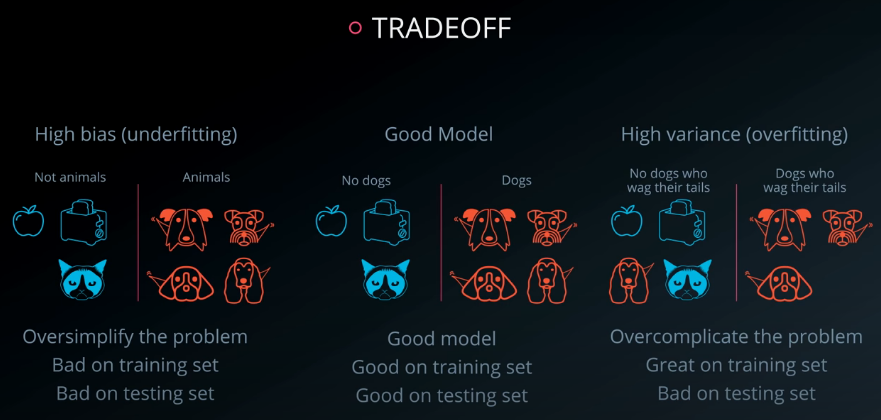 TRADEOFF
High bias (underfitting)
Not animals
Animals
Oversimplify the problem
Bad on training set
Bad on testing set
Good Model
No dogs
Dogs
Good model
Good on training set
Good on testing set
High variance (overfitting)
No dogs who
wag their tails
Dogs who
wag their tails
Overcomplicate the problem
Great on training set
Bad on testing set